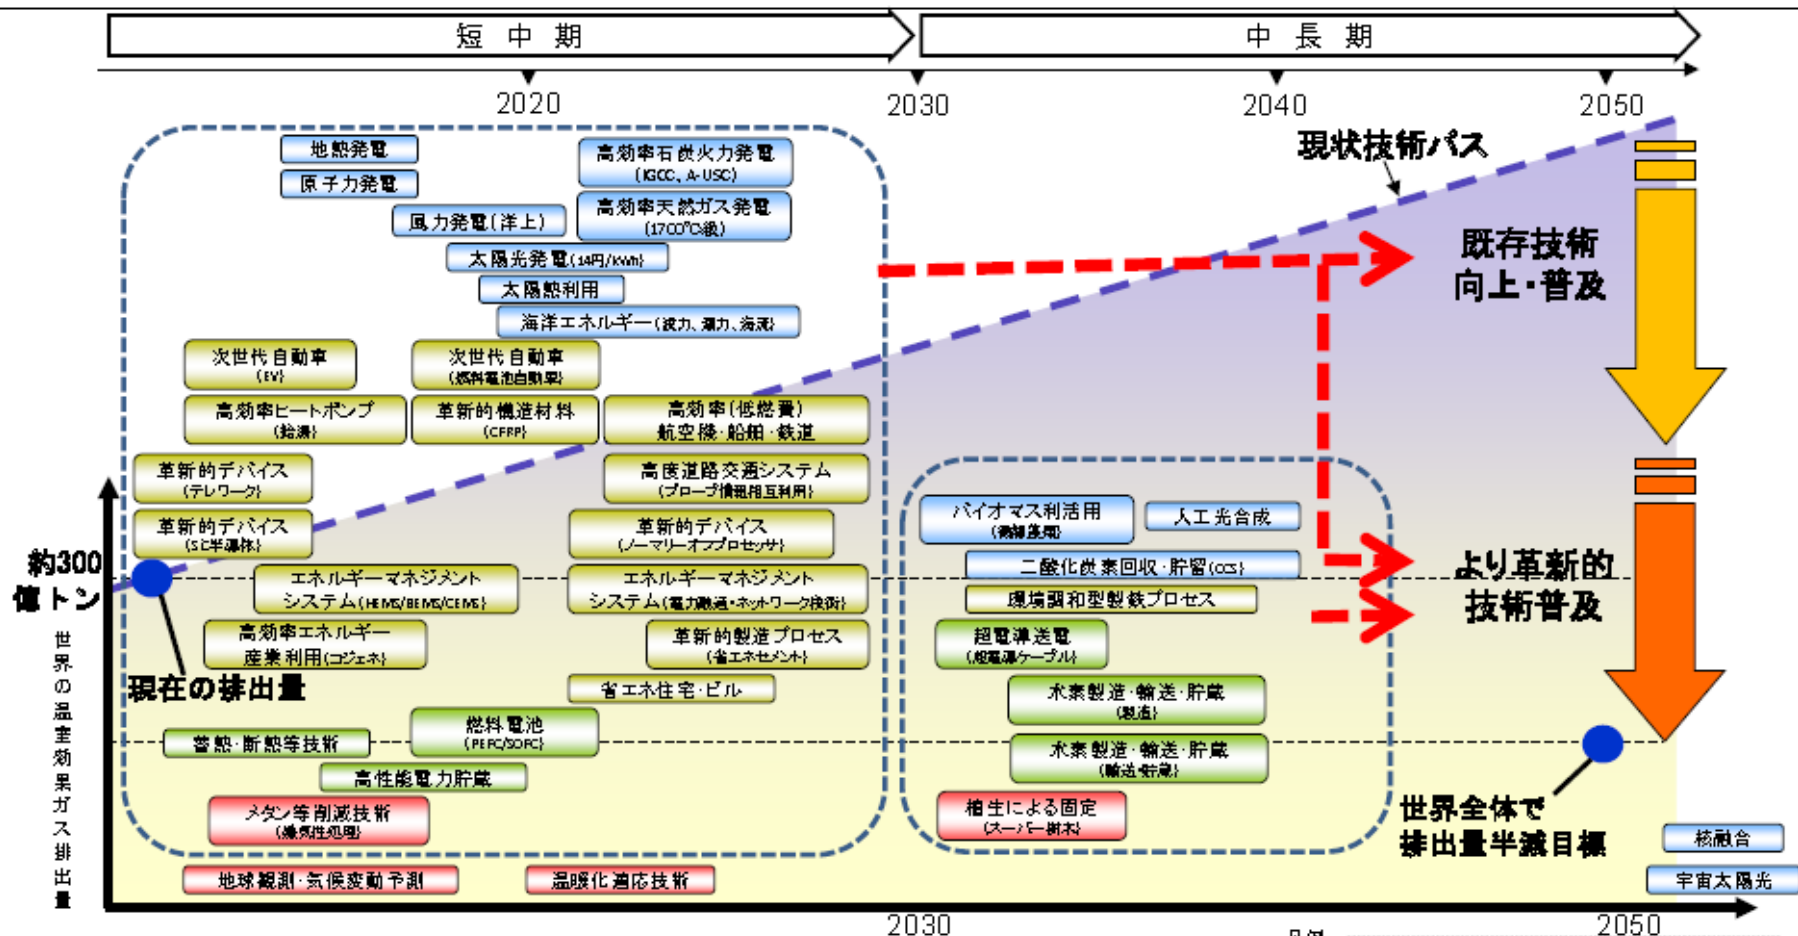 短中期
中長期
2020
2030
2040
2050
地熱発電
原子力発電
風力発電(洋上)
太陽光発電(14円/kWh)
太陽熱利用
海洋エネルギー(波力、潮力、海流)
高効率石炭火力発電
(IGCC、A-USC)
高効率天然ガス発電
(1700℃級)
現状技術パス
既存技術
向上・普及
次世代自動車
(EV)
次世代自動車
(燃料電池自動車)
高効率ヒートポンプ
(給湯)
革新的構造材料
(CFRP)
高効率(低燃費)
航空機・船舶・鉄道
革新的デバイス
(テレワーク)
高度道路交通システム
(プローブ情報相互利用)
革新的デバイス
(SiC半導体)
革新的デバイス
(ノーマリーオフプロセッサ)
バイオマス利活用
人工光合成
約300
億トン
エネルギーマネジメント
システム(HEMS/BEMS/CEMS)
エネルギーマネジメント
システム(電力融通・ネットワーク技術)
二酸化炭素回収・貯留(CCS)
環境調和型製鉄プロセス
より革新的
技術普及
世界の温室効果ガス排出量
高効率エネルギー
産業利用(コジェネ)
革新的製造プロセス
(省エネセメント)
超電導送電
(超電導ケーブル)
現在の排出量
省エネ住宅・ビル
水素製造・輸送・貯蔵
(製造)
蓄熱・断熱等技術
燃料電池
(PEFC/SOFC)
水素製造・輸送・貯蔵
(輸送・貯蔵)
高性能電力貯蔵
メタン等削減技術
(嫌気性処理)
植生による固定
(スーパー樹木)
世界全体で
排出量半減目標
核融合
地球観測・気候変動予測
温暖化適応技術
宇宙太陽光
2030
2050